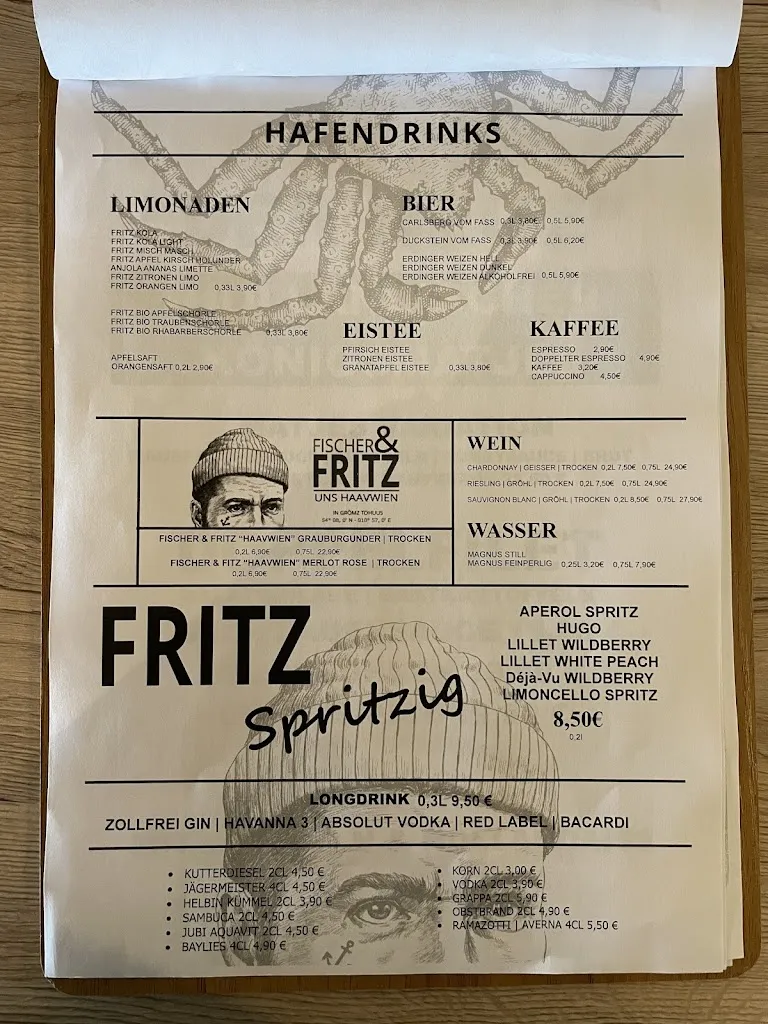 HAFENDRINKS
LIMONADEN
FRITZ KOLA
FRITZ KOLA LIGHT
FRITZ MISCH MASCH
FRITZ APFEL KIRSCH HOLUNDER
ANJOLA ANANAS LIMETTE
FRITZ ZITRONEN LIMO
FRITZ ORANGEN LIMO 0,33L 3,90€
FRITZ BIO APFELSCHORLE
FRITZ BIO TRAUBENSCHORLE
FRITZ BIO RHABARBERSCHORLE 0,33L 3,80€
APFELSAFT
ORANGENSAFT 0,2L 2,90€
BIER
CARLSBERG VOM FASS 0,3L 3,80€ 0,5L 5,90€
DUCKSTEIN VOM FASS 0,3L 3,90€ 0,5L 6,20€
ERDINGER WEIZEN HELL
ERDINGER WEIZEN DUNKEL
ERDINGER WEIZEN ALKOHOLFREI 0,5L 5,90€
EISTEE
PFIRSICH EISTEE
ZITRONEN EISTEE
GRANATAPFEL EISTEE 0,33L 3,80€
KAFFEE
ESPRESSO 2,90€
DOPPELTER ESPRESSO 4,90€
KAFFEE 3,20€
CAPPUCCINO 4,50€
FISCHER &
FRITZ
UNS HAAVWIEN
IN GRÖMZ TOHUUS
FISCHER & FRITZ "HAAVWIEN" GRAUBURGUNDER | TROCKEN
0,2L 6,90€ 0,75L 22,90€
FISCHER & FITZ "HAAVWIEN" MERLOT ROSE | TROCKEN
0,2L 6,90€ 0,75L 22,90€
WEIN
CHARDONNAY | GEISSER | TROCKEN 0,2L 7,50€ 0,75L 24,90€
RIESLING | GRÖHL | TROCKEN 0,2L 7,50€ 0,75L 24,90€
SAUVIGNON BLANC | GRÖHL | TROCKEN 0,2L 8,50€ 0,75L 27,90€
WASSER
MAGNUS STILL
MAGNUS FEINPERLIG 0,25L 3,20€ 0,75L 7,90€
FRITZ
Spritzig
APEROL SPRITZ
HUGO
LILLET WILDBERRY
LILLET WHITE PEACH
Déjà-Vu WILDBERRY
LIMONCELLO SPRITZ
8,50€
0,2l
LONGDRINK 0,3L 9,50 €
ZOLLFREI GIN | HAVANNA 3 | ABSOLUT VODKA | RED LABEL | BACARDI
• KUTTERDIESEL 2CL 4,50 €
• JÄGERMEISTER 4CL 4,50 €
• HELBIN KÜMMEL 2CL 3,90 €
• SAMBUCA 2CL 4,50 €
• JUBI AQUAVIT 2CL 4,50 €
• BAYLIES 4CL 4,90 €
• KORN 2CL 3,00 €
• VODKA 2CL 3,90 €
• GRAPPA 2CL 5,90 €
• OBSTBRAND 2CL 4,90 €
• RAMAZOTTI | AVERNA 4CL 5,50 €